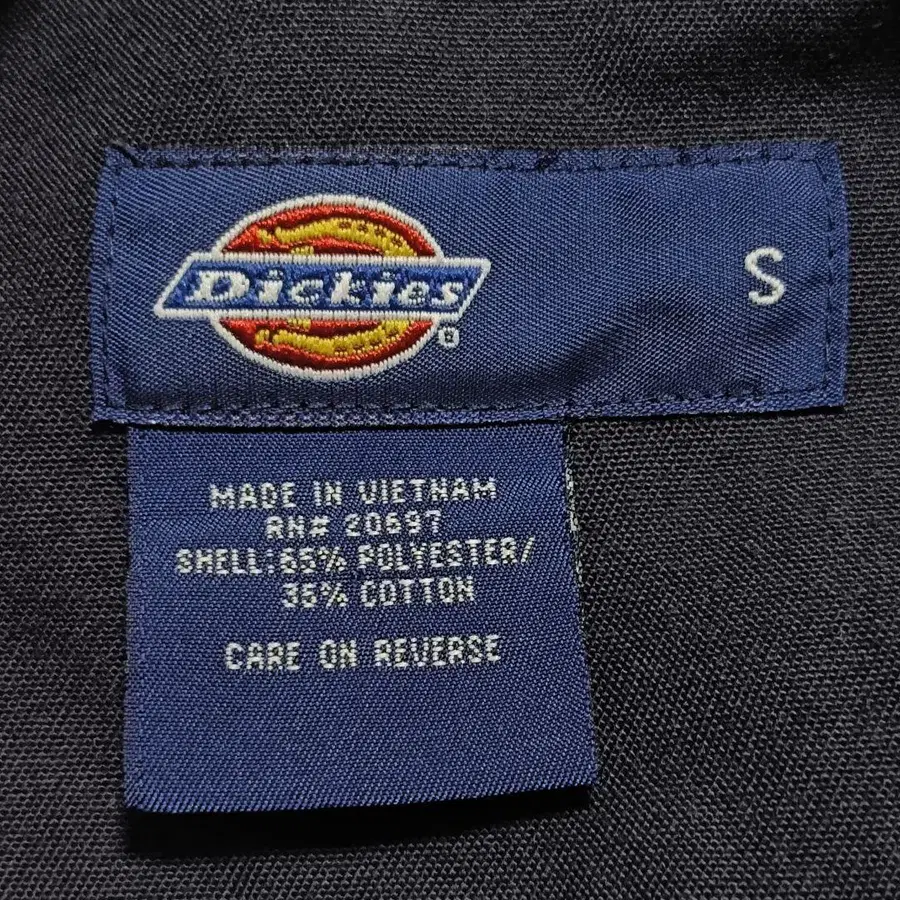 Dickies®
S
MADE IN VIETNAM
RN# 20697
SHELL:65% POLYESTER/
35% COTTON
CARE ON REVERSE